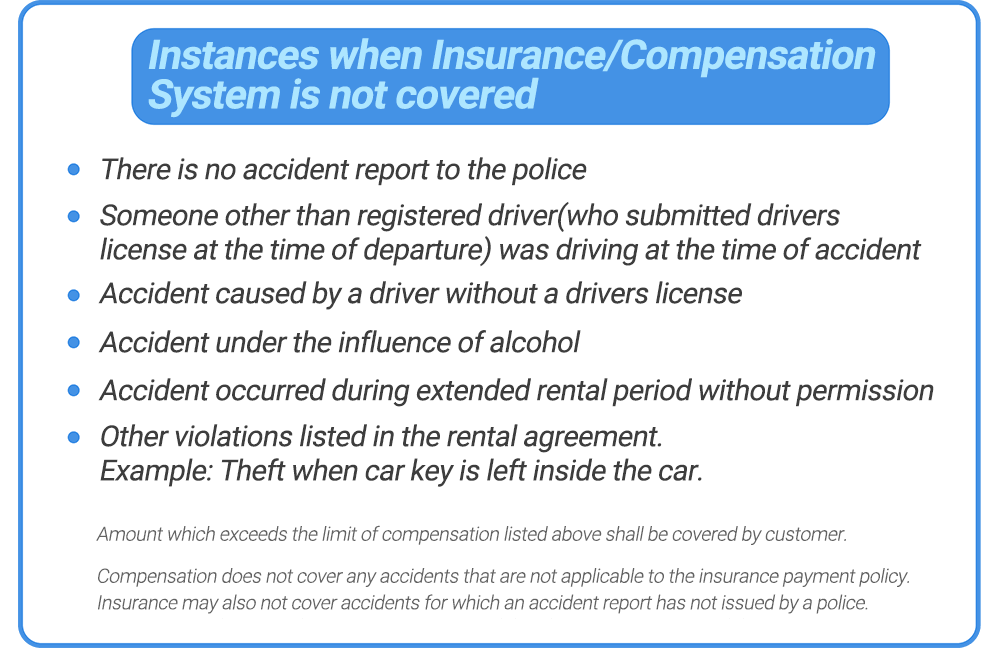 Instances when Insurance/Compensation
System is not covered
There is no accident report to the police
Someone other than registered driver(who submitted drivers
license at the time of departure) was driving at the time of accident
Accident caused by a driver without a drivers license
Accident under the influence of alcohol
Accident occurred during extended rental period without permission
Other violations listed in the rental agreement.
Example: Theft when car key is left inside the car.
Amount which exceeds the limit of compensation listed above shall be covered by customer.
Compensation does not cover any accidents that are not applicable to the insurance payment policy.
Insurance may also not cover accidents for which an accident report has not issued by a police.